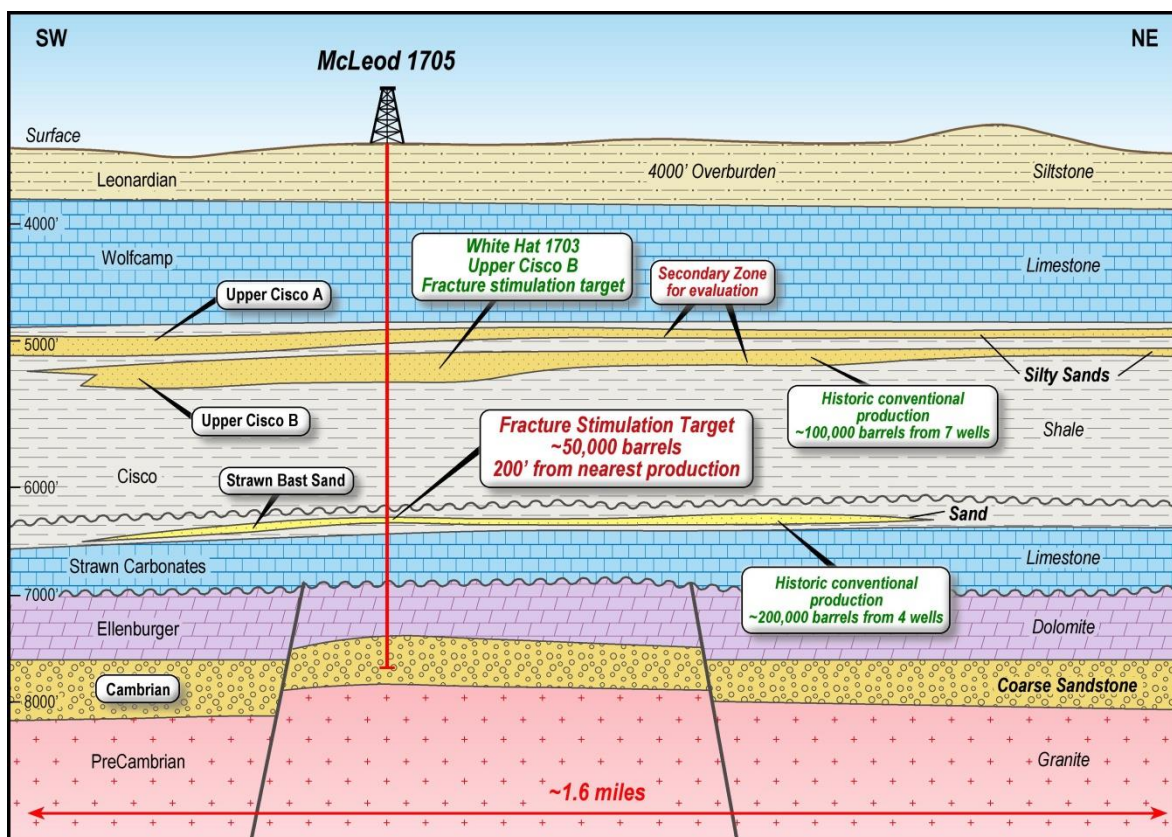 SW
NE
McLeod 1705
Surface
Leonardian
4000' Overburden
Siltstone
4000'
Wolfcamp
White Hat 1703
Upper Cisco B
Fracture stimulation target
Secondary Zone
for evaluation
Limestone
Upper Cisco A
5000'
Silty Sands
Upper Cisco B
Historic conventional
production
~100,000 barrels from 7 wells
Shale
Fracture Stimulation Target
~50,000 barrels
200' from nearest production
Cisco
Strawn Bast Sand
6000'
Sand
Strawn Carbonates
Limestone
7000'
Historic conventional
production
~200,000 barrels from 4 wells
Ellenburger
Dolomite
Cambrian
Coarse Sandstone
8000'
PreCambrian
Granite
~1.6 miles